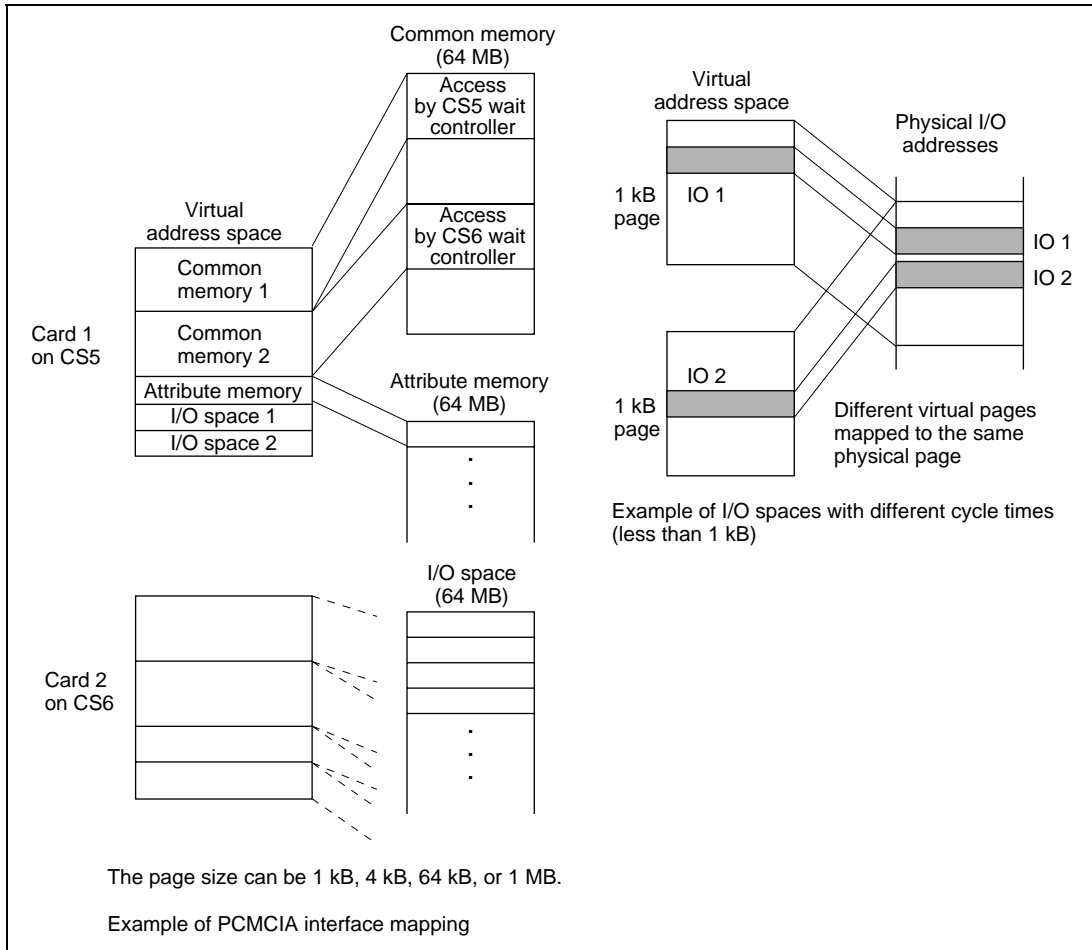 Common memory
(64 MB)
Access
by CS5 wait
controller
Access
by CS6 wait
controller
Virtual
address space
Card 1
on CS5
Common
memory 1
Common
memory 2
Attribute memory
I/O space 1
I/O space 2
Attribute memory
(64 MB)
I/O space
(64 MB)
Card 2
on CS6
Virtual
address space
Physical I/O
addresses
1 kB
page
IO 1
IO 1
IO 2
IO 2
1 kB
page
Different virtual pages
mapped to the same
physical page
Example of I/O spaces with different cycle times
(less than 1 kB)
The page size can be 1 kB, 4 kB, 64 kB, or 1 MB.
Example of PCMCIA interface mapping